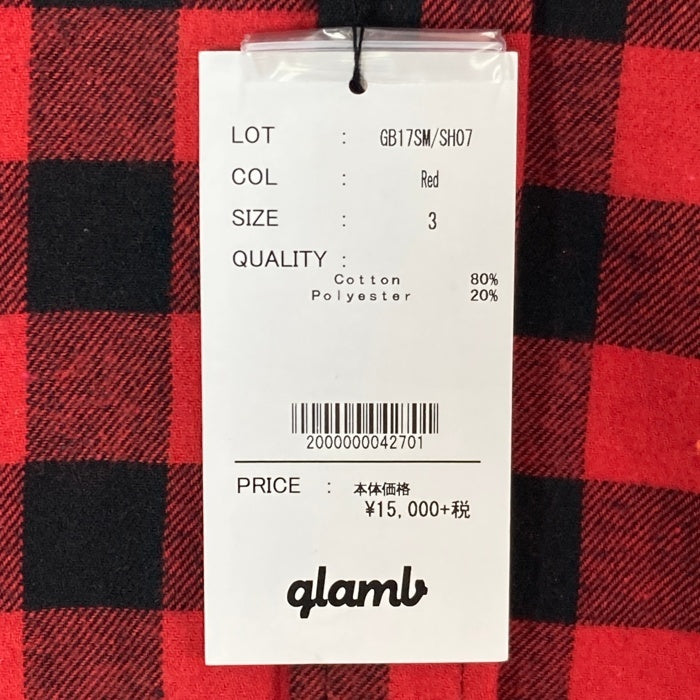 LOT : GB17SM/SH07
COL : Red
SIZE : 3
QUALITY :
Cotton 80%
Polyester 20%
2000000042701
PRICE : 本体価格
¥15,000+税
glamb